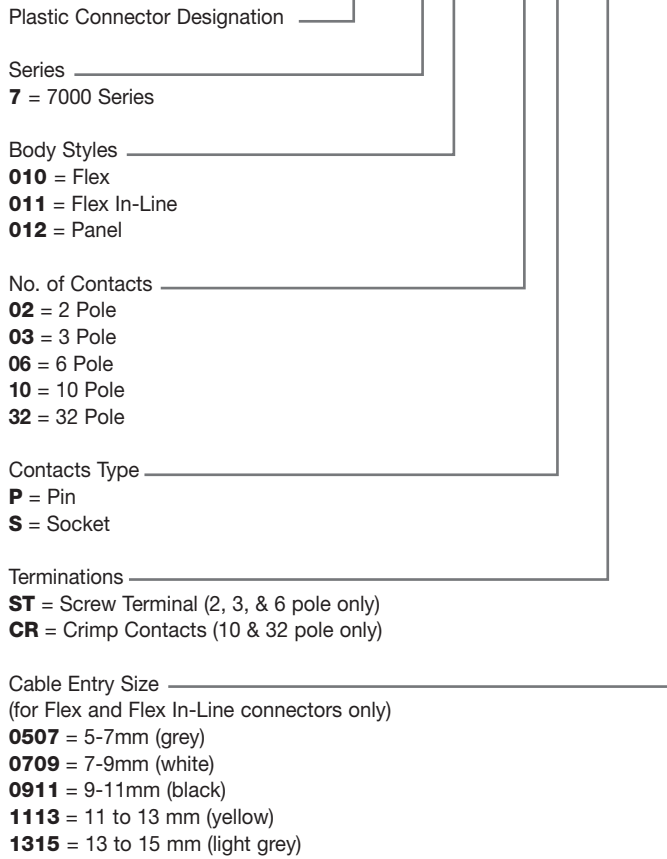 Plastic Connector Designation
Series
7 = 7000 Series
Body Styles
010 = Flex
011 = Flex In-Line
012 = Panel
No. of Contacts
02 = 2 Pole
03 = 3 Pole
06 = 6 Pole
10 = 10 Pole
32 = 32 Pole
Contacts Type
P = Pin
S = Socket
Terminations
ST = Screw Terminal (2, 3, & 6 pole only)
CR = Crimp Contacts (10 & 32 pole only)
Cable Entry Size
(for Flex and Flex In-Line connectors only)
0507 = 5-7mm (grey)
0709 = 7-9mm (white)
0911 = 9-11mm (black)
1113 = 11 to 13 mm (yellow)
1315 = 13 to 15 mm (light grey)